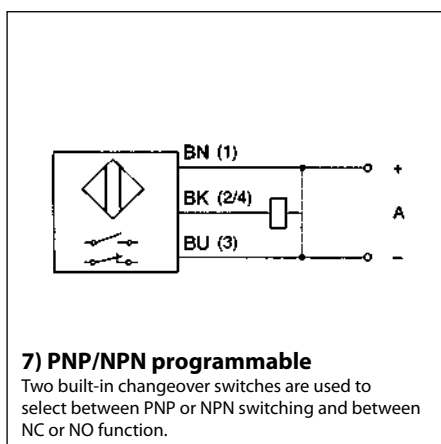 BN (1)
+
BK (2/4)
A
BU (3)
–
7) PNP/NPN programmable
Two built-in changeover switches are used to
select between PNP or NPN switching and between
NC or NO function.